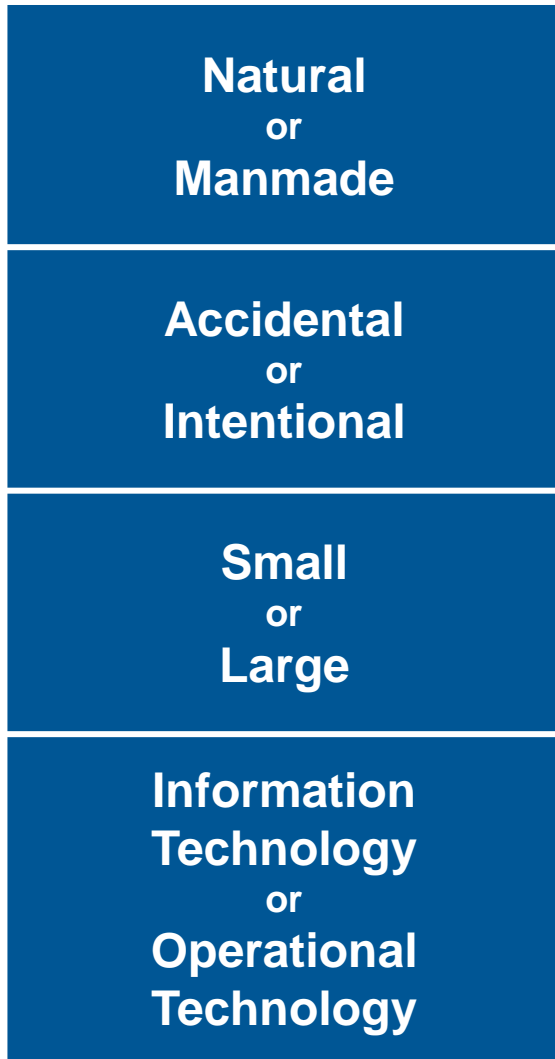 Natural
or
Manmade
Accidental
or
Intentional
Small
or
Large
Information
Technology
or
Operational
Technology